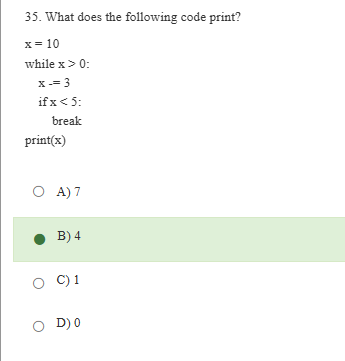 35. What does the following code print?
x = 10
while x > 0:
x -= 3
if x < 5:
break
print(x)
A) 7
B) 4
C) 1
D) 0